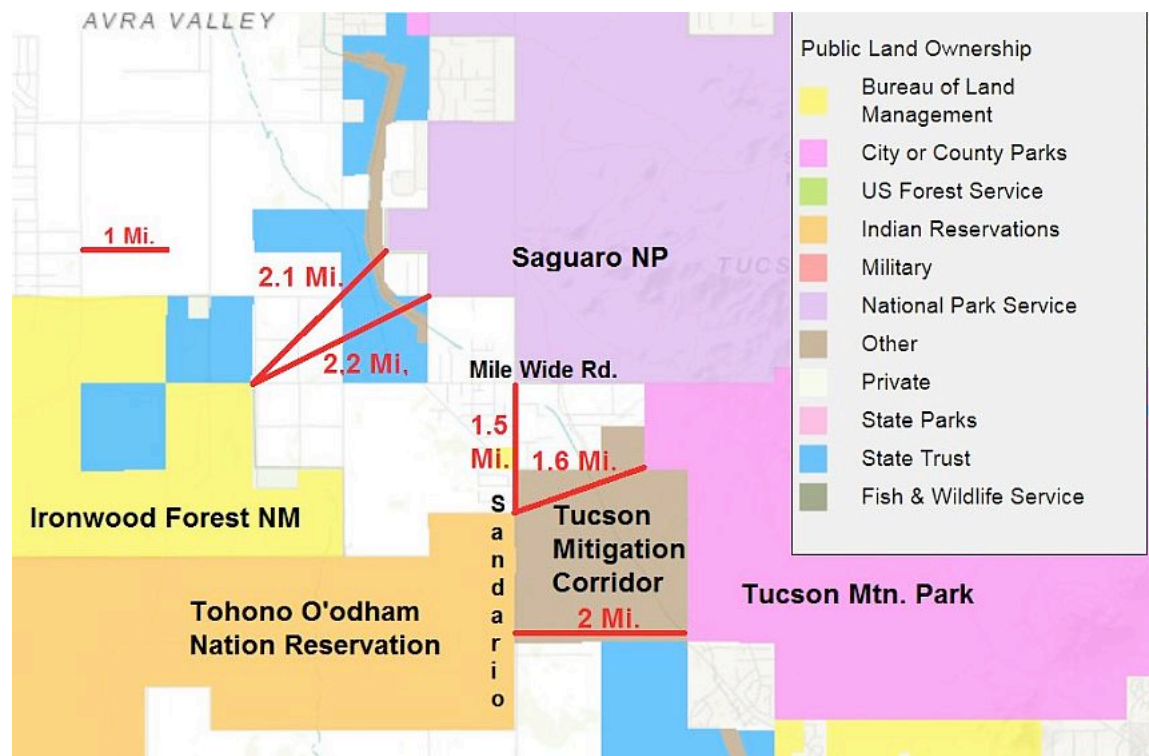 AVRA VALLEY
Public Land Ownership
Bureau of Land
Management
City or County Parks
US Forest Service
Indian Reservations
Military
National Park Service
Other
Private
State Parks
State Trust
Fish & Wildlife Service
1 Mi.
2.1 Mi.
Saguaro NP
TUCS
2.2 Mi,
Mile Wide Rd.
1.5
Mi.
1.6 Mi.
Sandario
Ironwood Forest NM
Tucson
Mitigation
Corridor
Tucson Mtn. Park
Tohono O'odham
Nation Reservation
2 Mi.